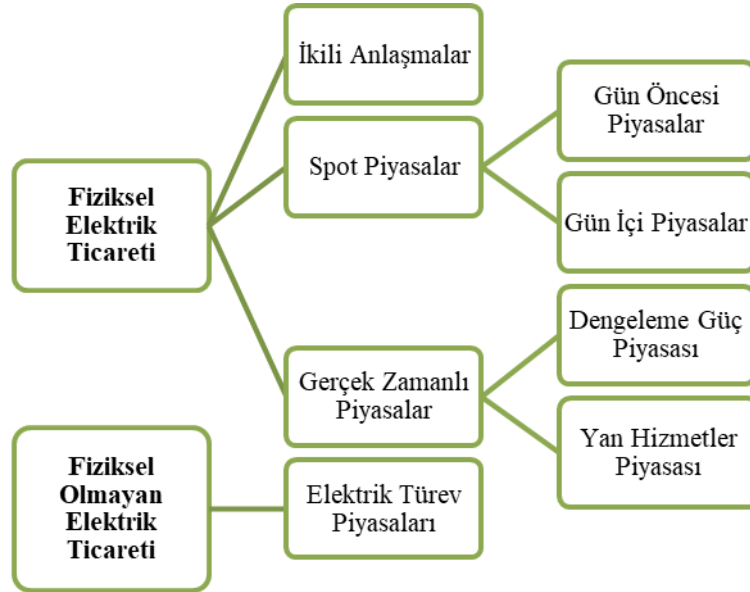 Fiziksel
Elektrik
Ticareti
İkili Anlaşmalar
Spot Piyasalar
Gün Öncesi
Piyasalar
Gün İçi Piyasalar
Gerçek Zamanlı
Piyasalar
Dengeleme Güç
Piyasası
Yan Hizmetler
Piyasası
Fiziksel
Olmayan
Elektrik
Ticareti
Elektrik Türev
Piyasaları